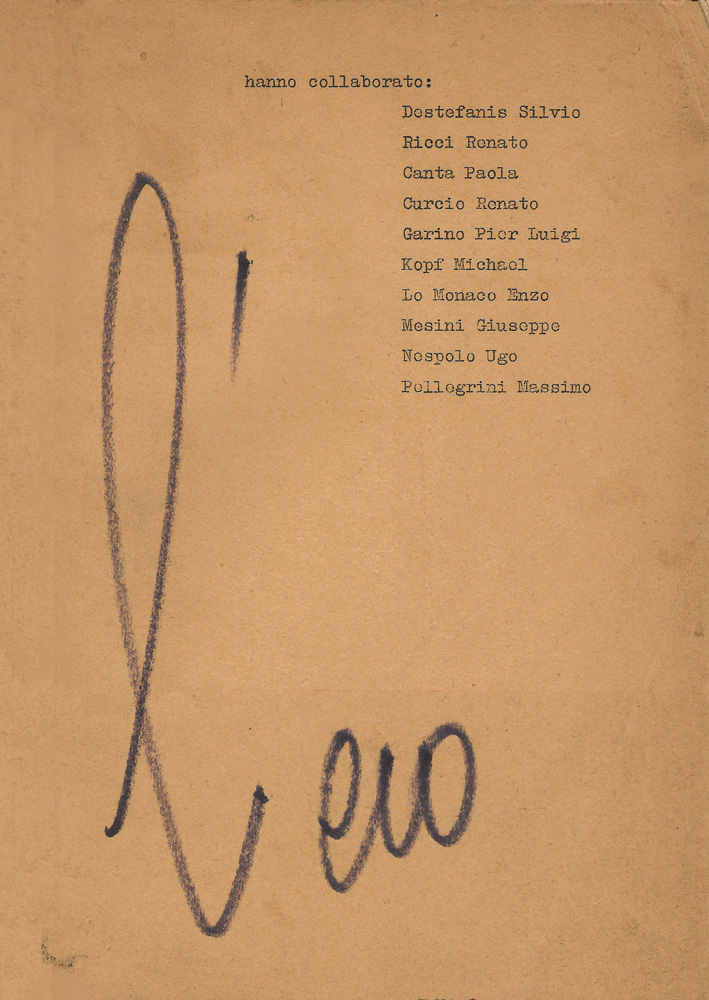 hanno collaborato:
Destefanis Silvio
Ricci Renato
Canta Paola
Curcio Renato
Garino Pier Luigi
Kopf Michael
Lo Monaco Enzo
Mesini Giuseppe
Nespolo Ugo
Pellegrini Massimo
l'eco